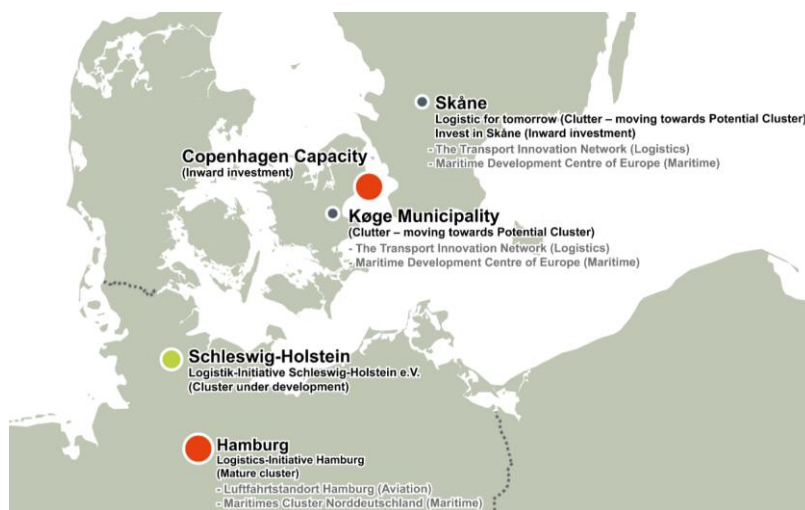 Skåne
Logistic for tomorrow (Clutter – moving towards Potential Cluster)
Invest in Skåne (Inward investment)
- The Transport Innovation Network (Logistics)
- Maritime Development Centre of Europe (Maritime)
Copenhagen Capacity
(Inward investment)
Køge Municipality
(Clutter – moving towards Potential Cluster)
- The Transport Innovation Network (Logistics)
- Maritime Development Centre of Europe (Maritime)
Schleswig-Holstein
Logistik-Initiative Schleswig-Holstein e.V.
(Cluster under development)
Hamburg
Logistics-Initiative Hamburg
(Mature cluster)
- Luftfahrtstandort Hamburg (Aviation)
- Maritimes Cluster Norddeutschland (Maritime)